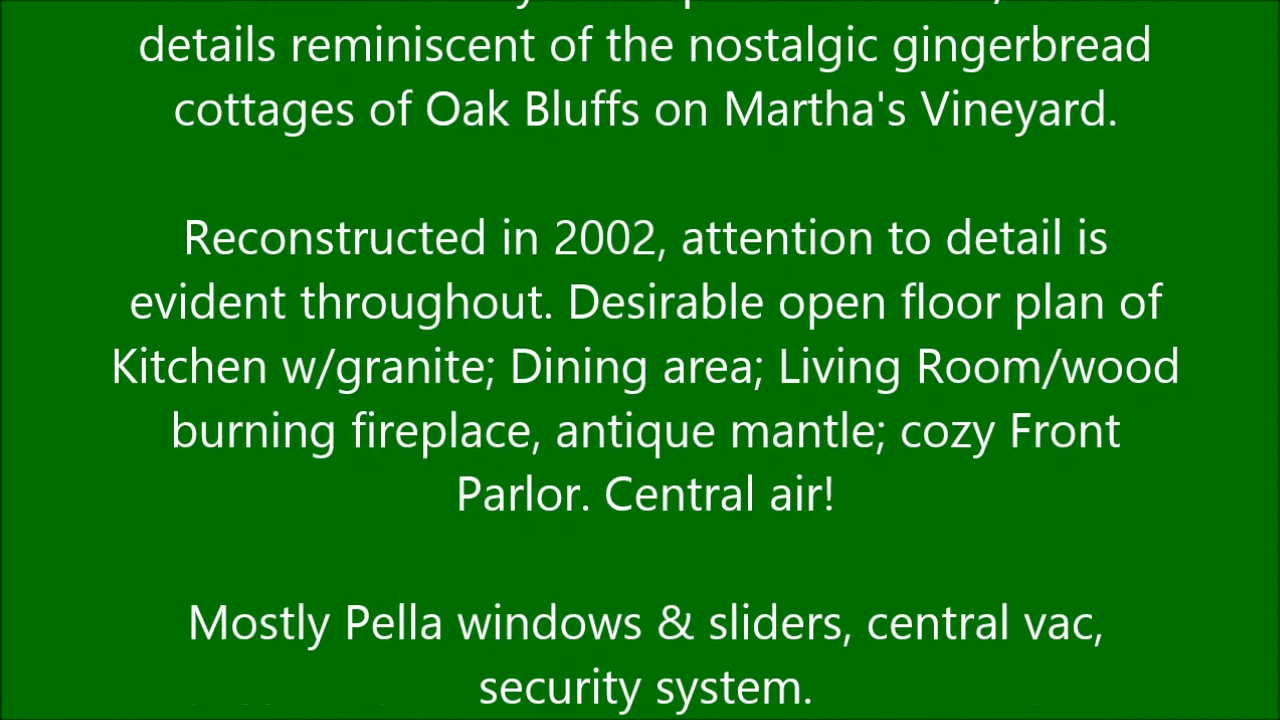 details reminiscent of the nostalgic gingerbread
cottages of Oak Bluffs on Martha's Vineyard.
Reconstructed in 2002, attention to detail is
evident throughout. Desirable open floor plan of
Kitchen w/granite; Dining area; Living Room/wood
burning fireplace, antique mantle; cozy Front
Parlor. Central air!
Mostly Pella windows & sliders, central vac,
security system.